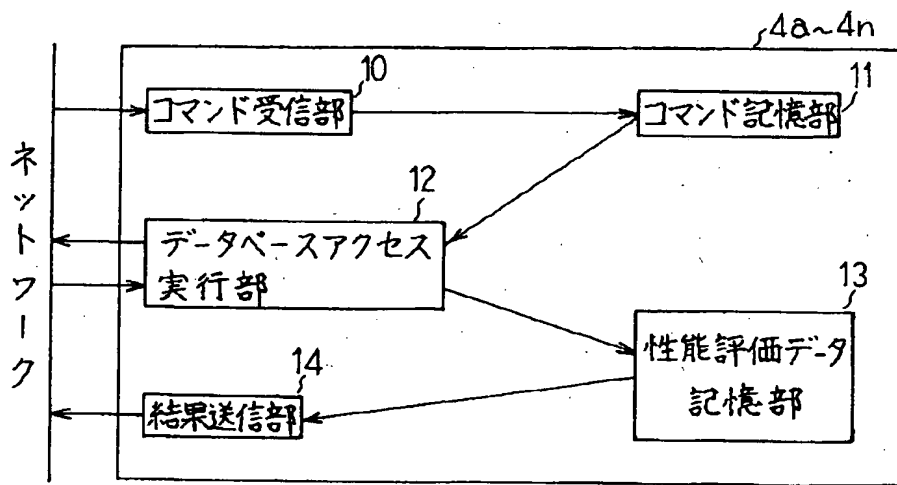 4a~4n
10
コマンド受信部
11
コマンド記憶部
ネットワーク
12
データベースアクセス
実行部
13
性能評価データ
記憶部
14
結果送信部